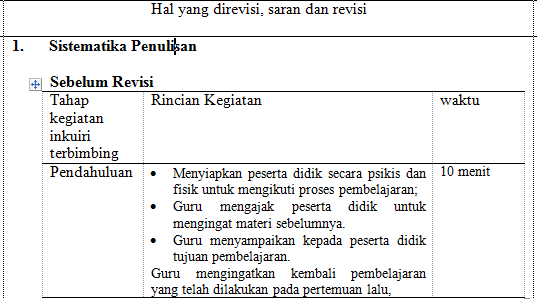 Hal yang direvisi, saran dan revisi
1. Sistematika Penulisan
Sebelum Revisi
Tahap kegiatan inkuiri terbimbing
Rincian Kegiatan
waktu
Pendahuluan
• Menyiapkan peserta didik secara psikis dan
fisik untuk mengikuti proses pembelajaran;
• Guru mengajak peserta didik untuk
mengingat materi sebelumnya.
• Guru menyampaikan kepada peserta didik
tujuan pembelajaran.
Guru mengingatkan kembali pembelajaran
yang telah dilakukan pada pertemuan lalu,
10 menit